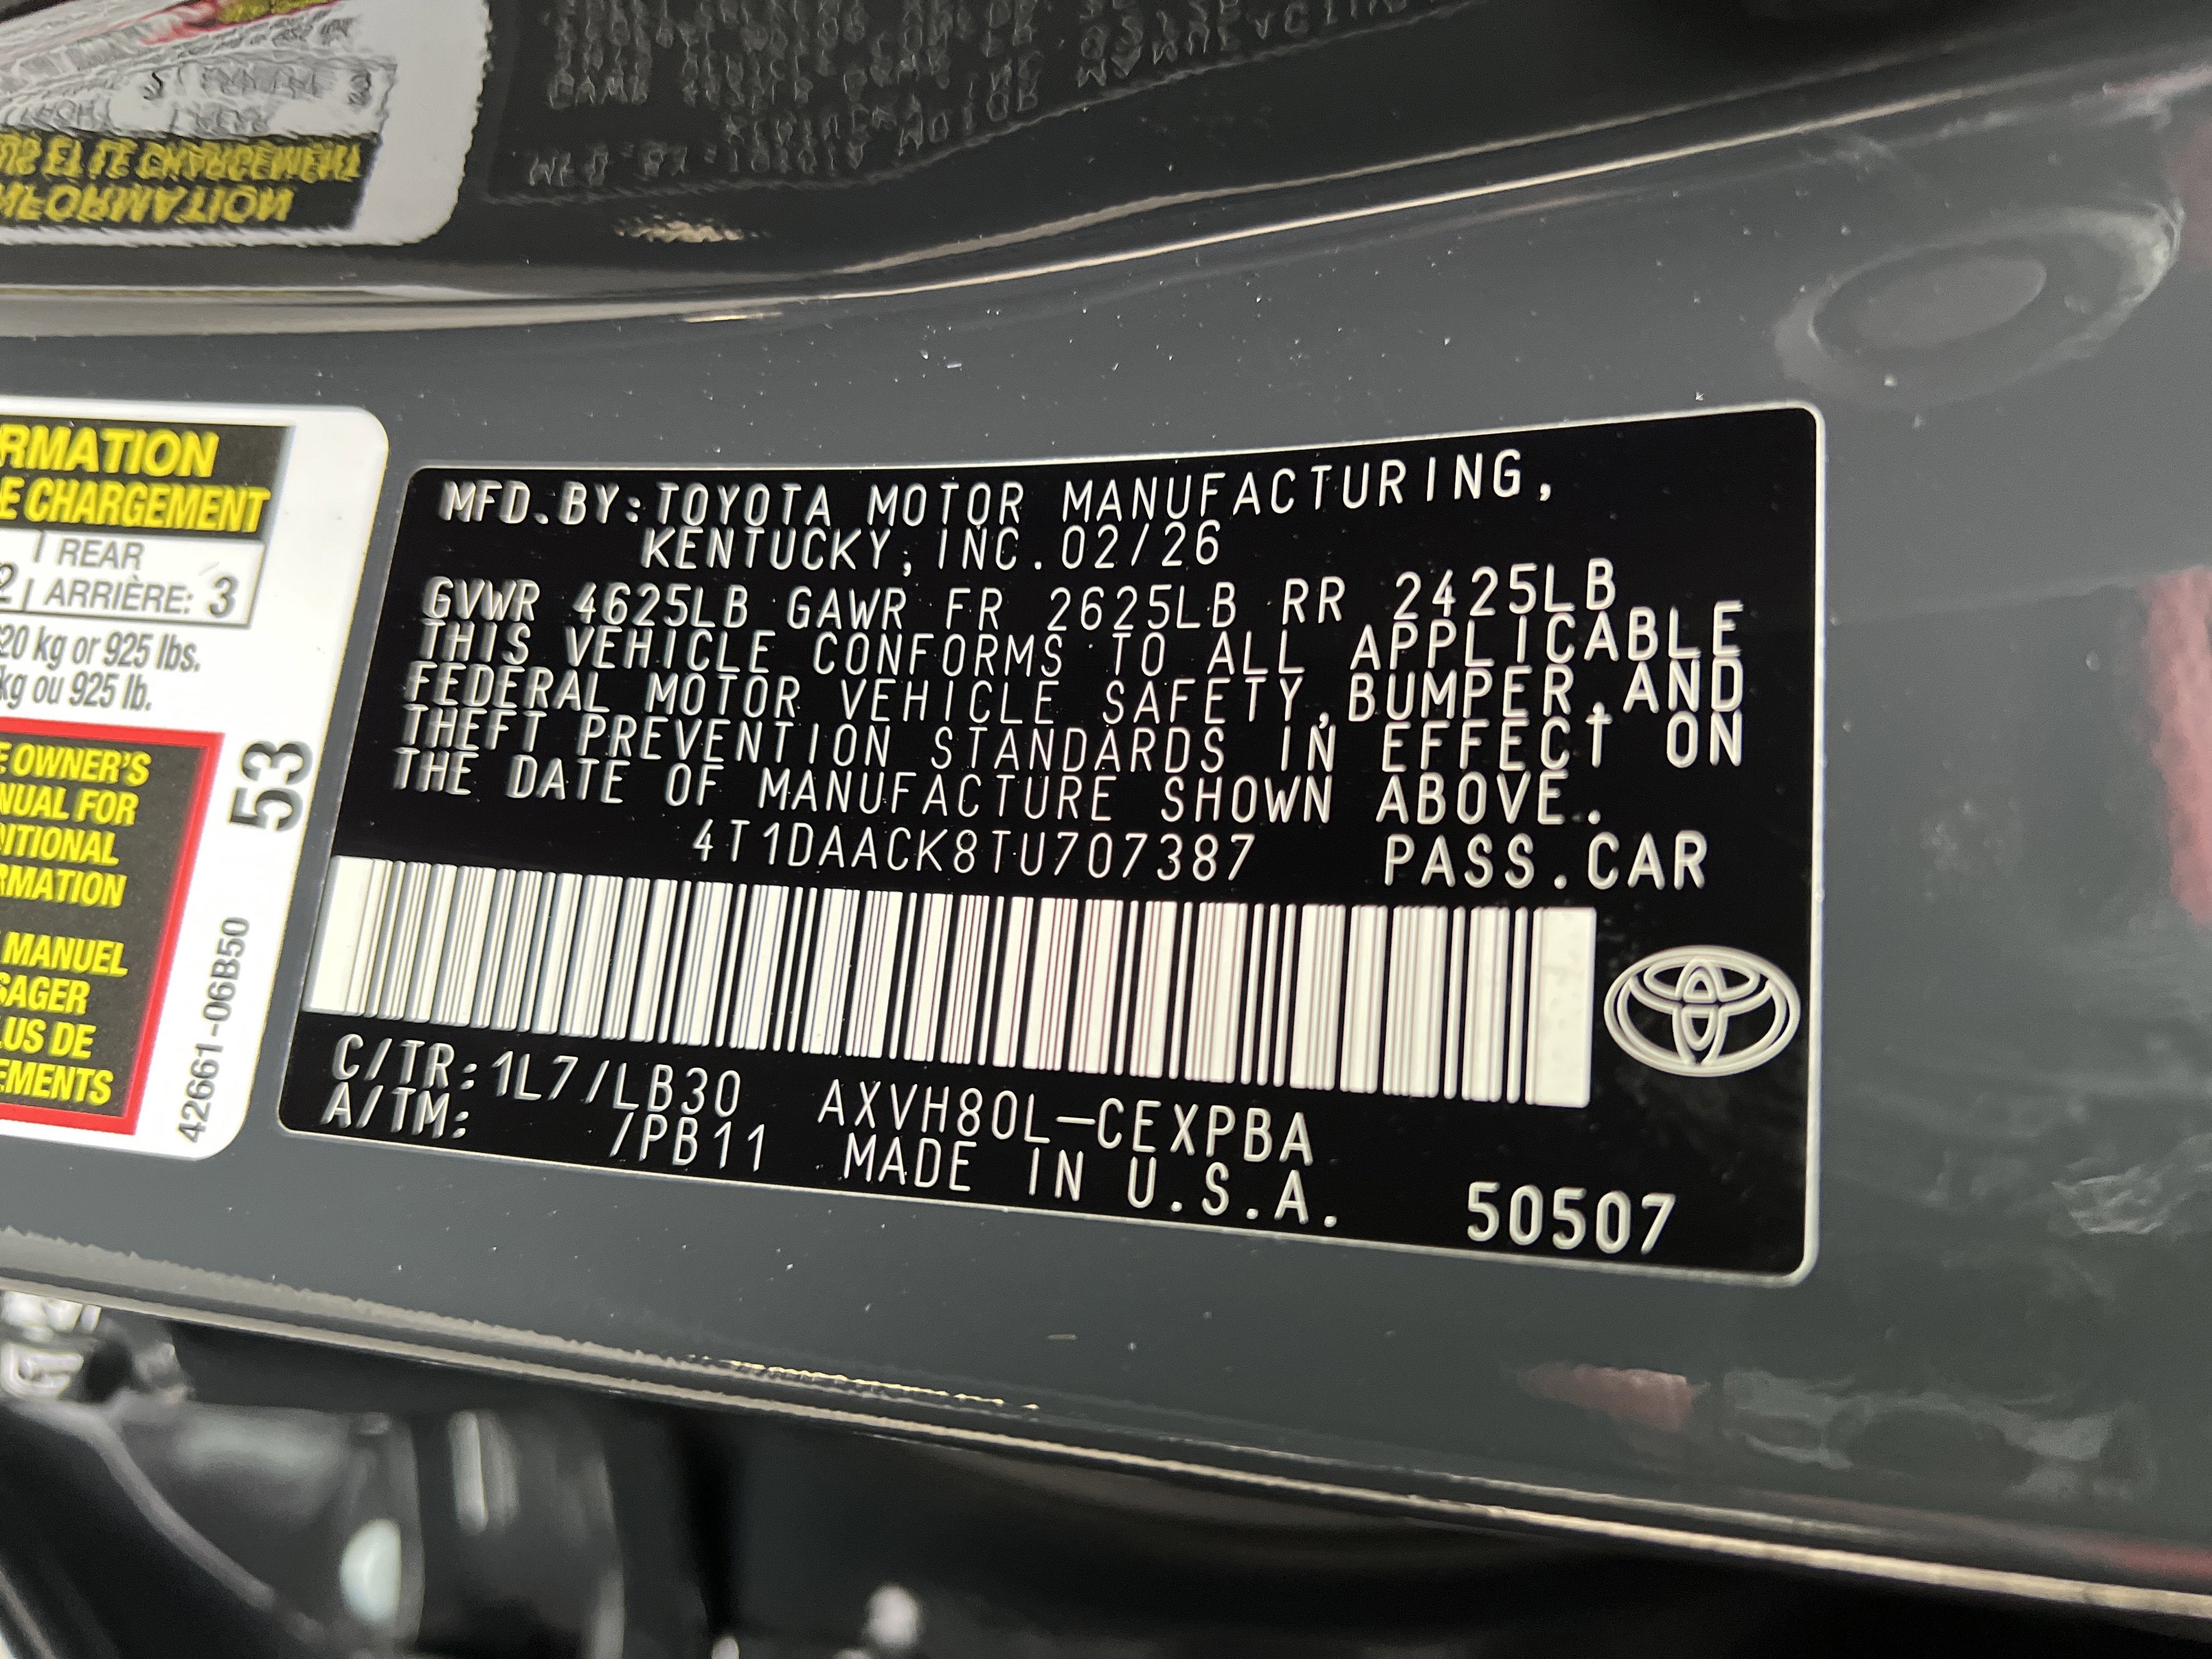 RMATION
E CHARGEMENT
REAR
2 ARRIÈRE: 3
20 kg or 925 lbs.
kg ou 925 lb.
E OWNER'S
NUAL FOR
DITIONAL
RMATION
MANUEL
SAGER
LUS DE
EMENTS
53
42661-06B50
MFD.BY:TOYOTA MOTOR MANUFACTURING,
KENTUCKY, INC.02/26
GVWR 4625LB GAWR FR 2625LB RR 2425LB
THIS VEHICLE CONFORMS TO ALL APPLICABLE
FEDERAL MOTOR VEHICLE SAFETY,BUMPER,AND
THEFT PREVENTION STANDARDS IN EFFECT ON
THE DATE OF MANUFACTURE SHOWN ABOVE.
4T1DAACK8TU707387 PASS.CAR
C/TR:1L7/LB30 AXVH80L-CEXPBA
A/TM: /PB11 MADE IN U.S.A. 50507